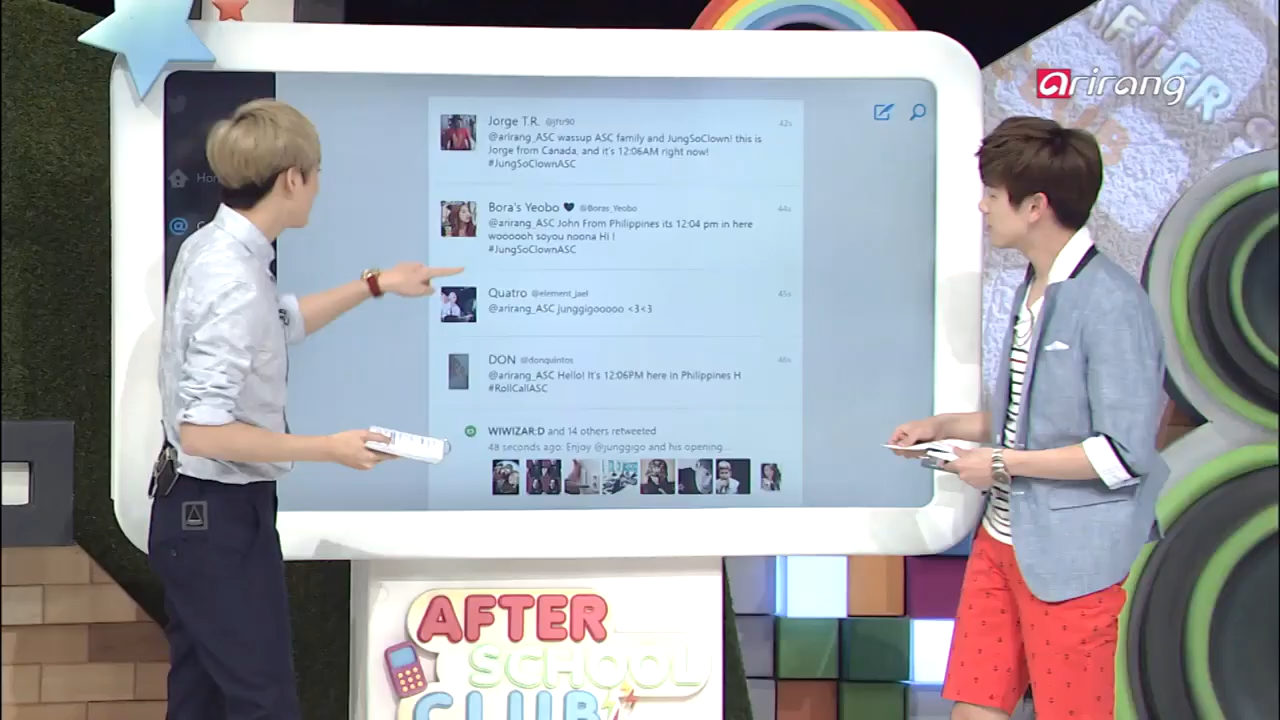 arirang
AFTER
Jorge T.R. @jftr90 42s
@arirang_ASC wassup ASC family and JungSoClown! this is
Jorge from Canada, and it's 12:06AM right now!
#JungSoClownASC
Bora's Yeobo @Boras_Yeobo 44s
@arirang_ASC John From Philippines its 12:04 pm in here
woooooh soyou noona Hi !
#JungSoClownASC
Quatro @element_jael 45s
@arirang_ASC junggigooooo <3<3
DON @donquintos 46s
@arirang_ASC Hello! It's 12:06PM here in Philippines H
#RollCallASC
WIWIZAR:D and 14 others retweeted
48 seconds ago: Enjoy @junggigo and his opening...
AFTER
SCHOOL
CLUB